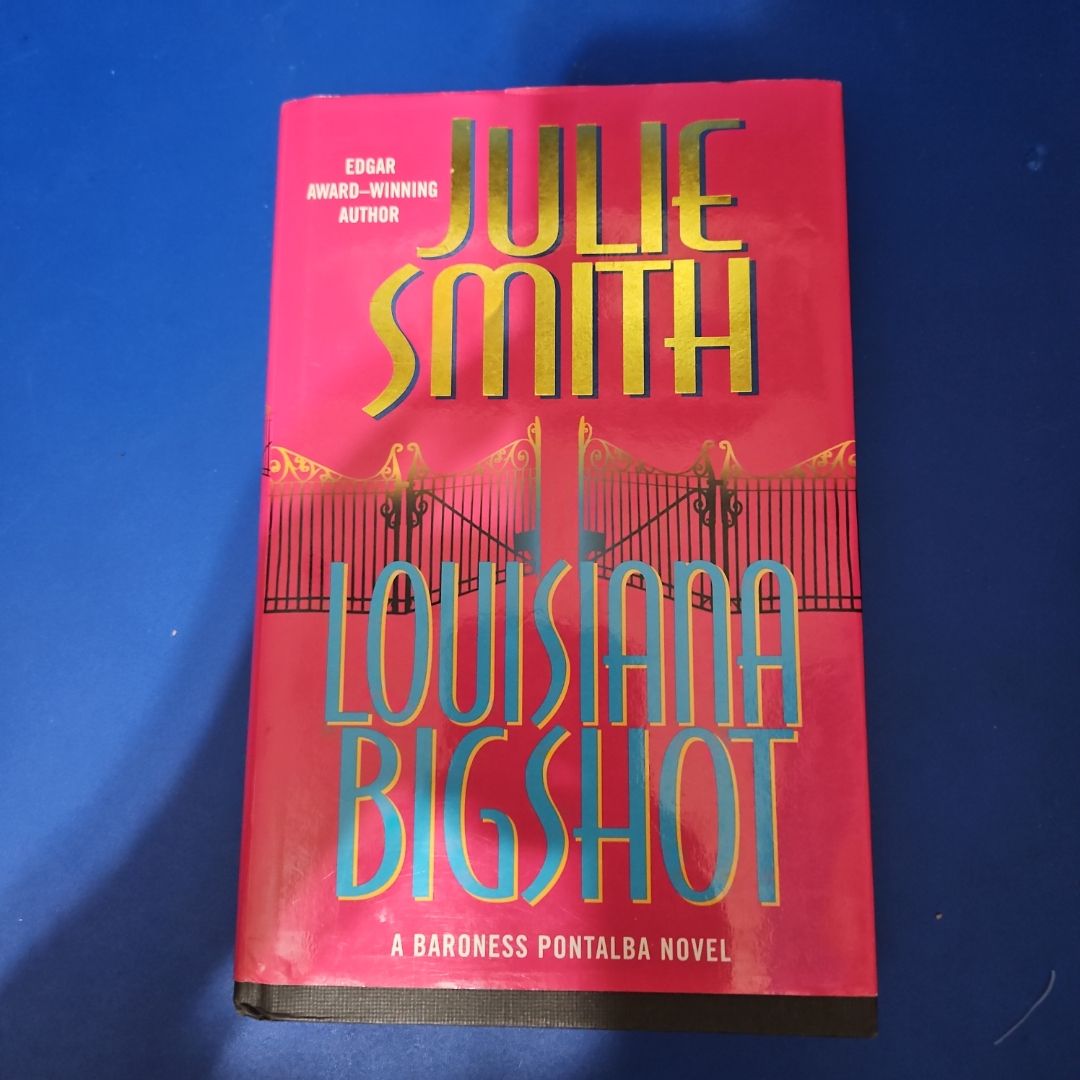 EDGAR
AWARD–WINNING
AUTHOR
JULIE
SMITH
LOUISIANA
BIGSHOT
A BARONESS PONTALBA NOVEL